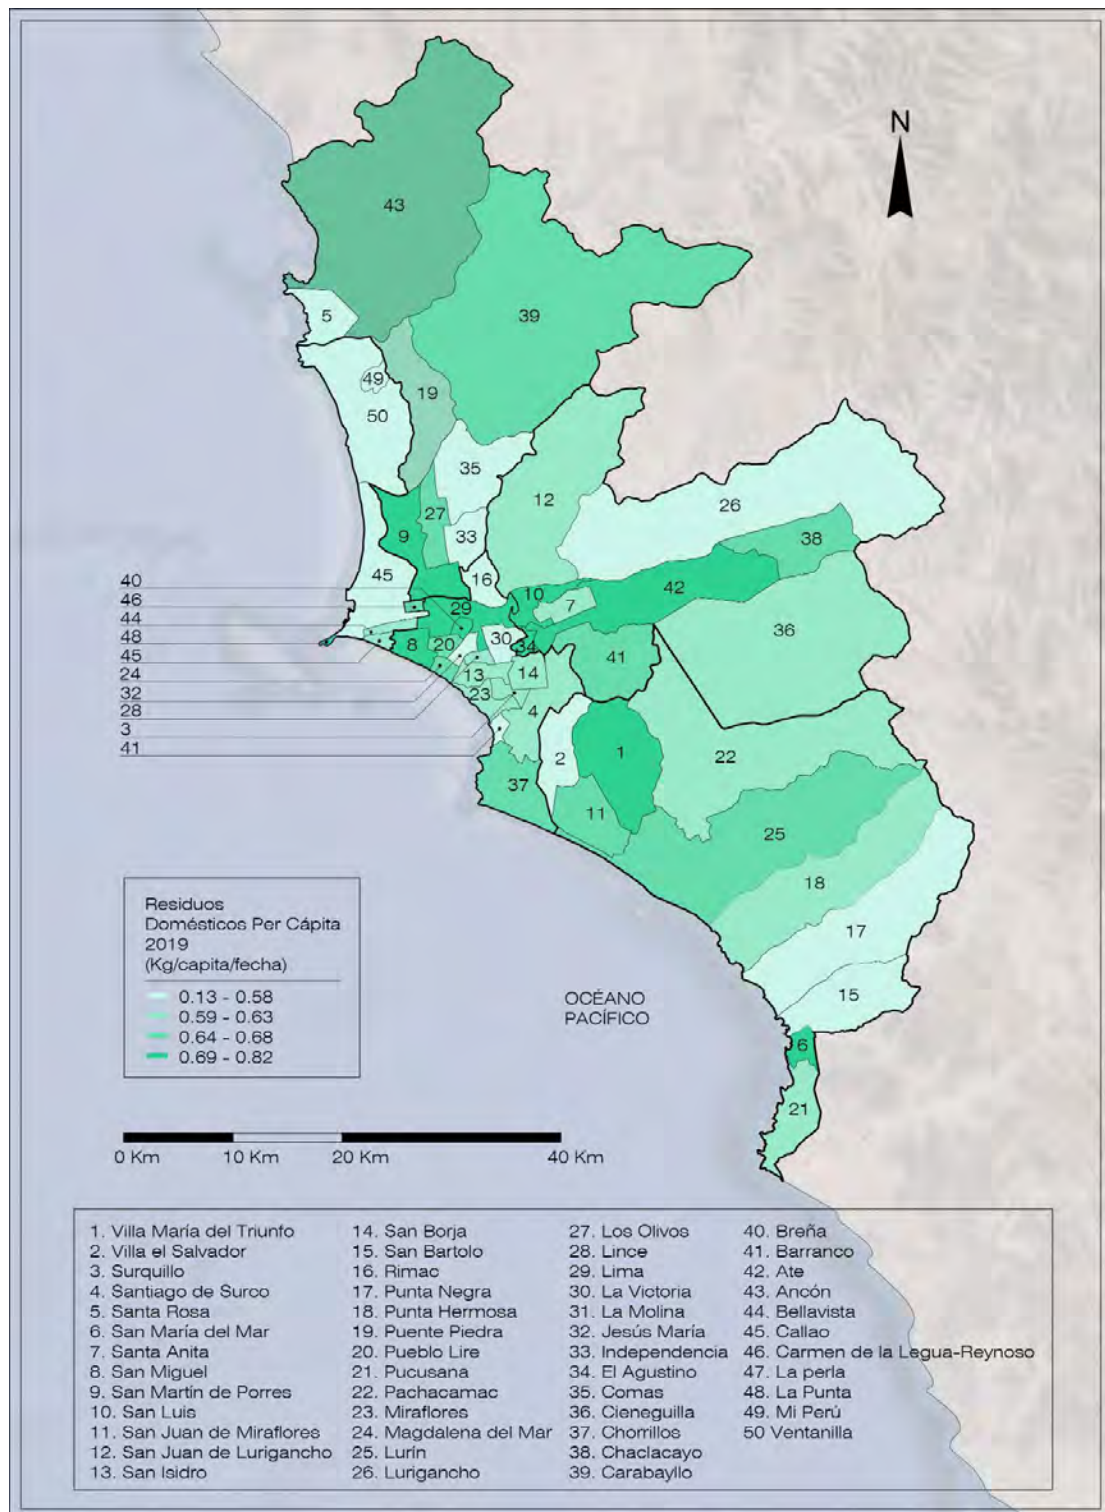 N
43
39
5
49
50
19
35
12
26
27
9
33
38
16
45
42
40
10
7
46
29
44
36
48
8
20
30
34
41
45
24
13
14
32
23
28
4
3
22
41
2
1
37
11
25
18
17
15
6
21
Residuos
Domésticos Per Cápita
2019
(Kg/capita/fecha)
0.13 - 0.58
0.59 - 0.63
0.64 - 0.68
0.69 - 0.82
OCÉANO
PACÍFICO
0 Km 10 Km 20 Km 40 Km
1. Villa María del Triunfo
2. Villa el Salvador
3. Surquillo
4. Santiago de Surco
5. Santa Rosa
6. San María del Mar
7. Santa Anita
8. San Miguel
9. San Martín de Porres
10. San Luis
11. San Juan de Miraflores
12. San Juan de Lurigancho
13. San Isidro
14. San Borja
15. San Bartolo
16. Rimac
17. Punta Negra
18. Punta Hermosa
19. Puente Piedra
20. Pueblo Lire
21. Pucusana
22. Pachacamac
23. Miraflores
24. Magdalena del Mar
25. Lurín
26. Lurigancho
27. Los Olivos
28. Lince
29. Lima
30. La Victoria
31. La Molina
32. Jesús María
33. Independencia
34. El Agustino
35. Comas
36. Cieneguilla
37. Chorrillos
38. Chaclacayo
39. Carabayllo
40. Breña
41. Barranco
42. Ate
43. Ancón
44. Bellavista
45. Callao
46. Carmen de la Legua-Reynoso
47. La perla
48. La Punta
49. Mi Perú
50 Ventanilla